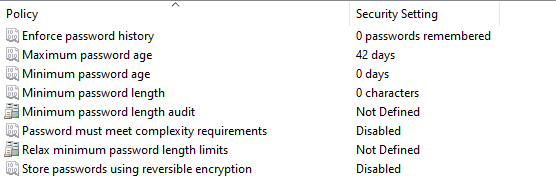 Policy Security Setting
Enforce password history 0 passwords remembered
Maximum password age 42 days
Minimum password age 0 days
Minimum password length 0 characters
Minimum password length audit Not Defined
Password must meet complexity requirements Disabled
Relax minimum password length limits Not Defined
Store passwords using reversible encryption Disabled